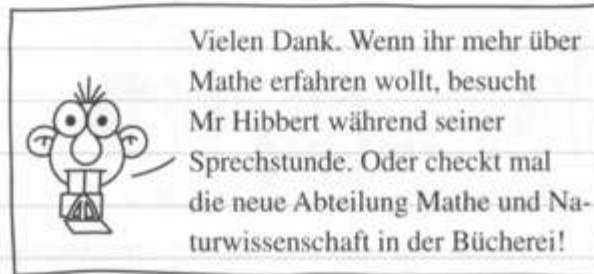 Vielen Dank. Wenn ihr mehr über
Mathe erfahren wollt, besucht
Mr Hibbert während seiner
Sprechstunde. Oder checkt mal
die neue Abteilung Mathe und Na-
turwissenschaft in der Bücherei!